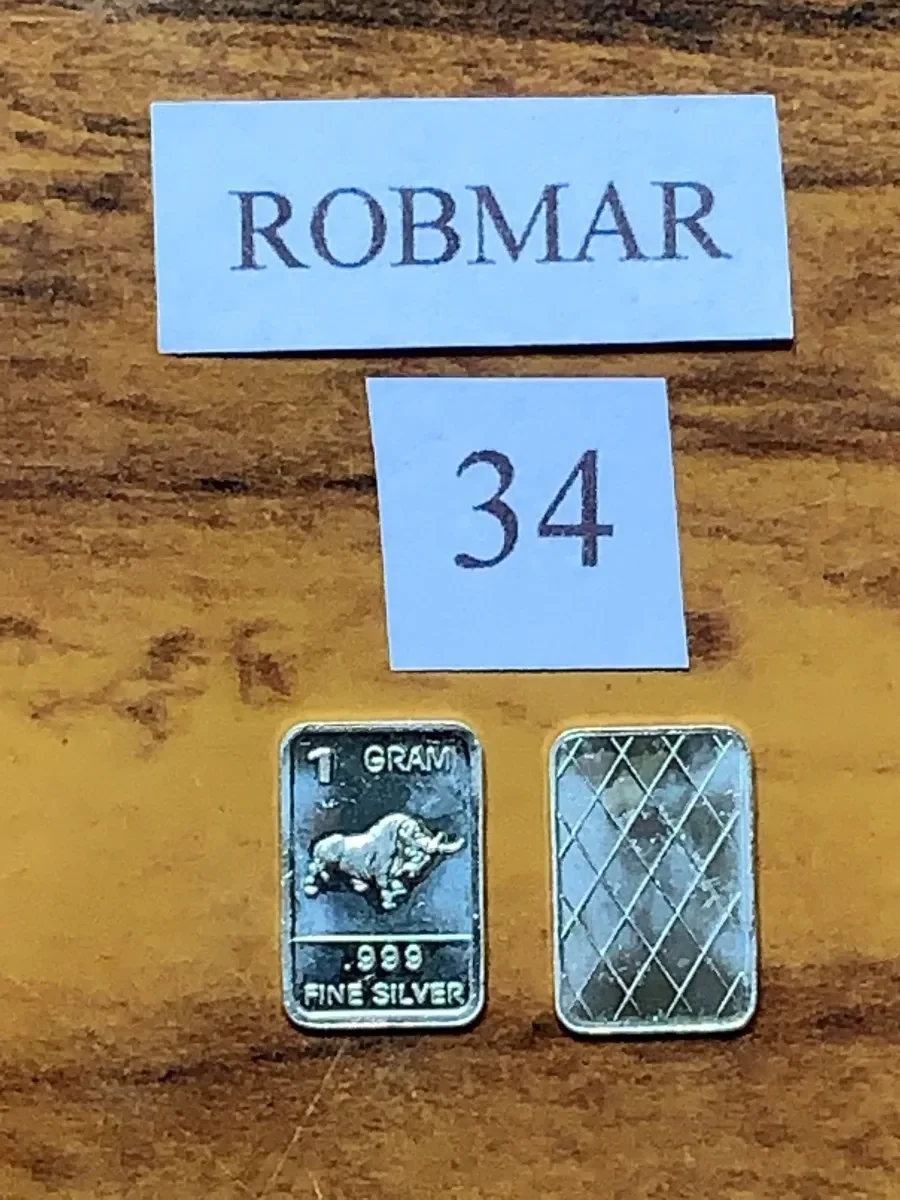 ROBMAR
34
1 GRAM
.999
FINE SILVER